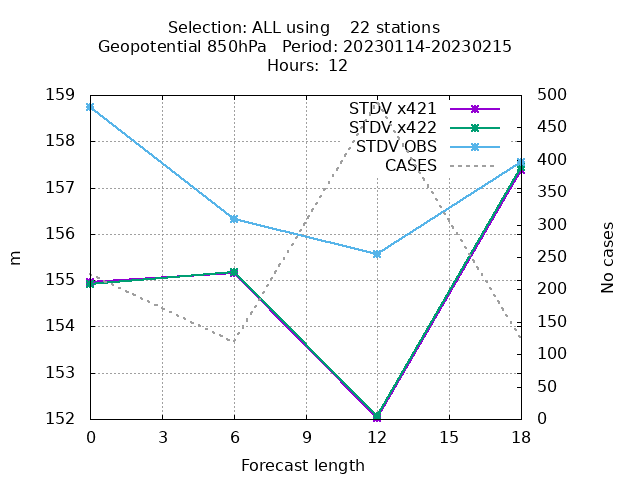 Selection: ALL using    22 stations
Geopotential 850hPa   Period: 20230114-20230215
Hours:  12
159
158
157
156
155
154
153
152
m
500
450
400
350
300
250
200
150
100
50
0
No cases
STDV x421
STDV x422
STDV OBS
CASES
0 3 6 9 12 15 18
Forecast length